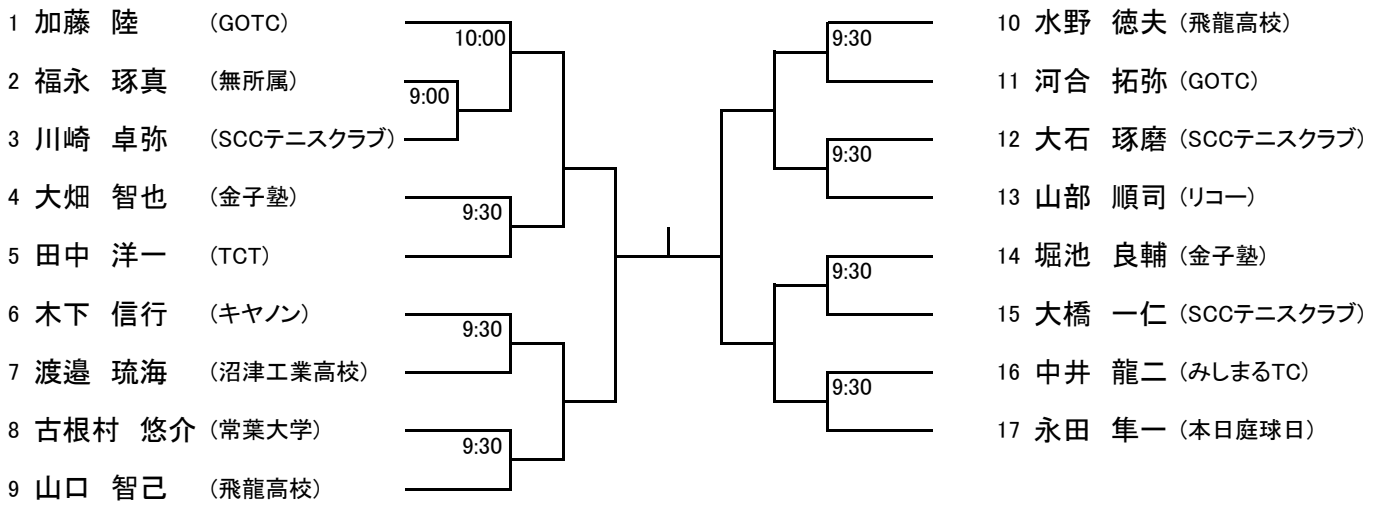 1 加藤 陸 (GOTC)
10:00
2 福永 琢真 (無所属)
9:00
3 川崎 卓弥 (SCCテニスクラブ)
4 大畑 智也 (金子塾)
9:30
5 田中 洋一 (TCT)
6 木下 信行 (キヤノン)
9:30
7 渡邉 琉海 (沼津工業高校)
8 古根村 悠介 (常葉大学)
9:30
9 山口 智己 (飛龍高校)
10 水野 徳夫 (飛龍高校)
9:30
11 河合 拓弥 (GOTC)
12 大石 琢磨 (SCCテニスクラブ)
9:30
13 山部 順司 (リコー)
14 堀池 良輔 (金子塾)
9:30
15 大橋 一仁 (SCCテニスクラブ)
16 中井 龍二 (みしまるTC)
9:30
17 永田 隼一 (本日庭球日)